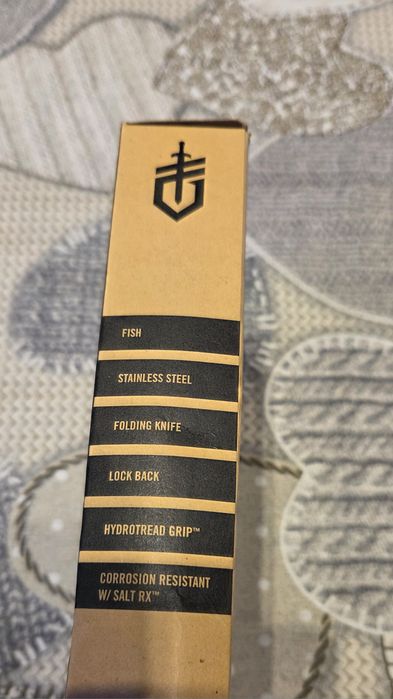 FISH
STAINLESS STEEL
FOLDING KNIFE
LOCK BACK
HYDROTREAD GRIP™
CORROSION RESISTANT
W/ SALT RX™